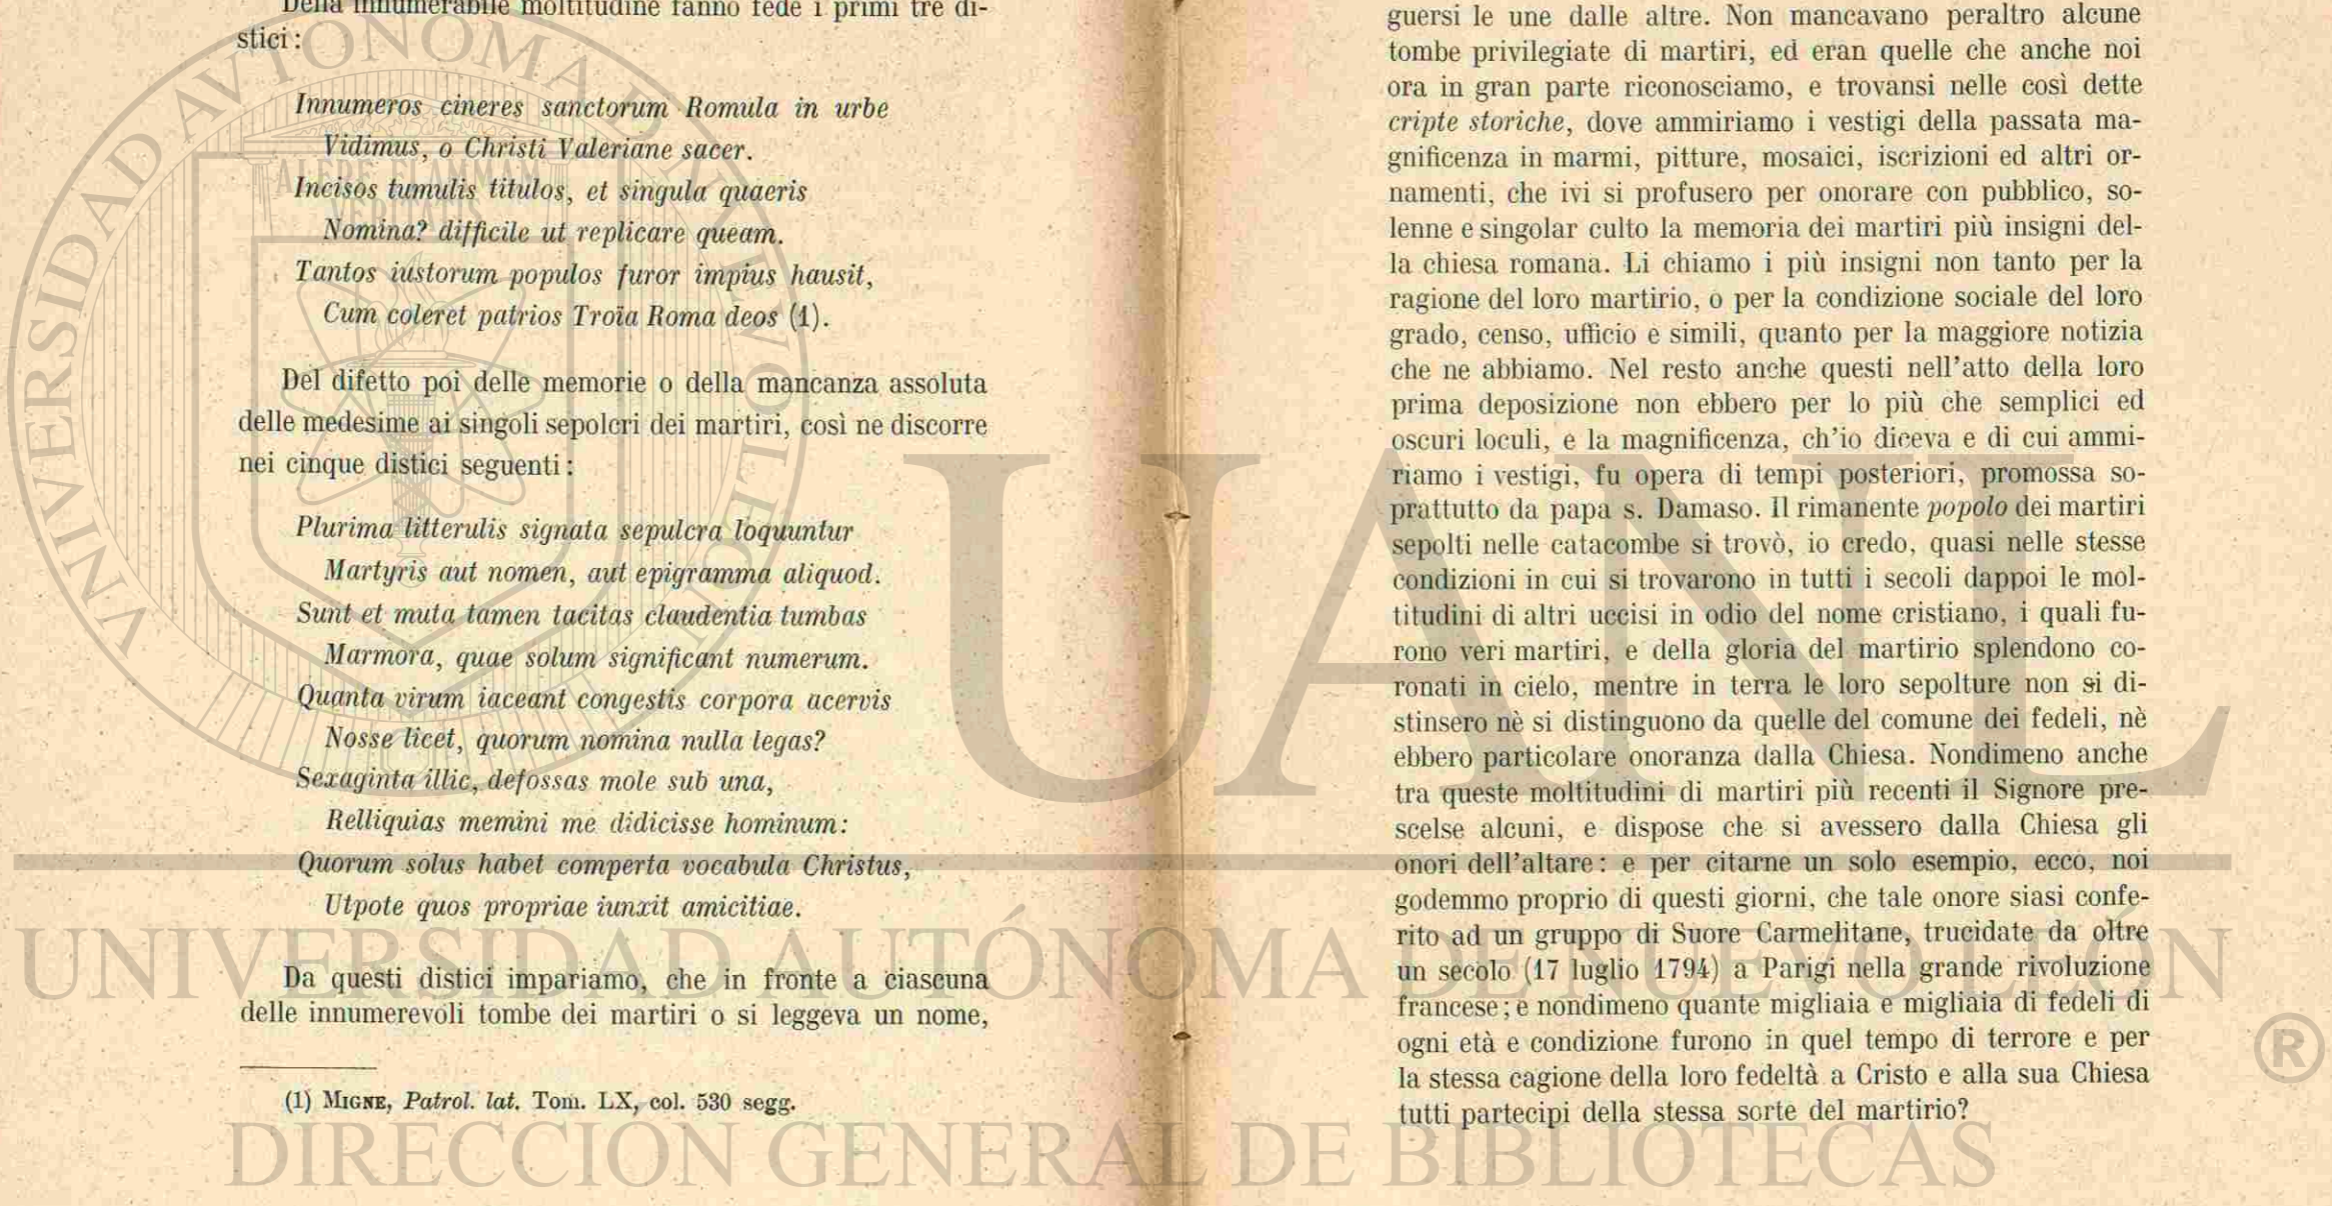 Della innumerabile moltitudine fanno fede i primi tre di-
stici:
Innumeros cineres sanctorum Romula in urbe
Vidimus, o Christi Valeriane sacer.
Incisos tumulis titulos, et singula quaeris
Nomina? difficile ut replicare queam.
Tantos iustorum populos furor impius hausit,
Cum coleret patrios Troïa Roma deos (1).
Del difetto poi delle memorie o della mancanza assoluta
delle medesime ai singoli sepolcri dei martiri, così ne discorre
nei cinque distici seguenti:
Plurima litterulis signata sepulcra loquuntur
Martyris aut nomen, aut epigramma aliquod.
Sunt et muta tamen tacitas claudentia tumbas
Marmora, quae solum significant numerum.
Quanta virum iaceant congestis corpora acervis
Nosse licet, quorum nomina nulla legas?
Sexaginta illic, defossas mole sub una,
Relliquias memini me didicisse hominum:
Quorum solus habet comperta vocabula Christus,
Utpote quos propriae iunxit amicitiae.
Da questi distici impariamo, che in fronte a ciascuna
delle innumerevoli tombe dei martiri o si leggeva un nome,
(1) MIGNE, Patrol. lat. Tom. LX, col. 530 segg.
guersi le une dalle altre. Non mancavano peraltro alcune
tombe privilegiate di martiri, ed eran quelle che anche noi
ora in gran parte riconosciamo, e trovansi nelle così dette
cripte storiche, dove ammiriamo i vestigi della passata ma-
gnificenza in marmi, pitture, mosaici, iscrizioni ed altri or-
namenti, che ivi si profusero per onorare con pubblico, so-
lenne e singolar culto la memoria dei martiri più insigni del-
la chiesa romana. Li chiamo i più insigni non tanto per la
ragione del loro martirio, o per la condizione sociale del loro
grado, censo, ufficio e simili, quanto per la maggiore notizia
che ne abbiamo. Nel resto anche questi nell'atto della loro
prima deposizione non ebbero per lo più che semplici ed
oscuri loculi, e la magnificenza, ch'io diceva e di cui ammi-
riamo i vestigi, fu opera di tempi posteriori, promossa so-
prattutto da papa s. Damaso. Il rimanente popolo dei martiri
sepolti nelle catacombe si trovò, io credo, quasi nelle stesse
condizioni in cui si trovarono in tutti i secoli dappoi le mol-
titudini di altri uccisi in odio del nome cristiano, i quali fu-
rono veri martiri, e della gloria del martirio splendono co-
ronati in cielo, mentre in terra le loro sepolture non si di-
stinsero nè si distinguono da quelle del comune dei fedeli, nè
ebbero particolare onoranza dalla Chiesa. Nondimeno anche
tra queste moltitudini di martiri più recenti il Signore pre-
scelse alcuni, e dispose che si avessero dalla Chiesa gli
onori dell'altare: e per citarne un solo esempio, ecco, noi
godemmo proprio di questi giorni, che tale onore siasi confe-
rito ad un gruppo di Suore Carmelitane, trucidate da oltre
un secolo (17 luglio 1794) a Parigi nella grande rivoluzione
francese; e nondimeno quante migliaia e migliaia di fedeli di
ogni età e condizione furono in quel tempo di terrore e per
la stessa cagione della loro fedeltà a Cristo e alla sua Chiesa
tutti partecipi della stessa sorte del martirio?
UANL
UNIVERSIDAD AUTÓNOMA DE NUEVO LEÓN
®
DIRECCIÓN GENERAL DE BIBLIOTECAS